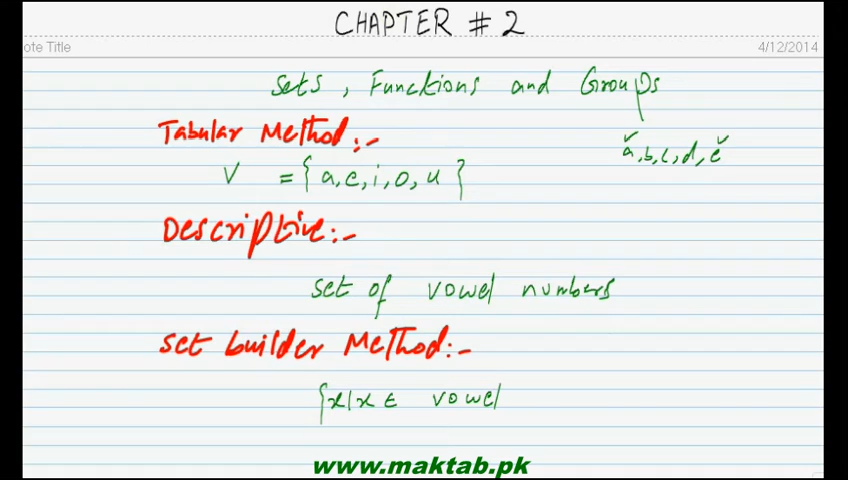 CHAPTER # 2
ote Title
4/12/2014
Sets, Functions and Groups
Tabular Method:-
a,b,c,d,e
V = { a, e, i, o, u }
Descriptive:-
set of vowel numbers
set builder Method:-
{x|x ∈ vowel
www.maktab.pk